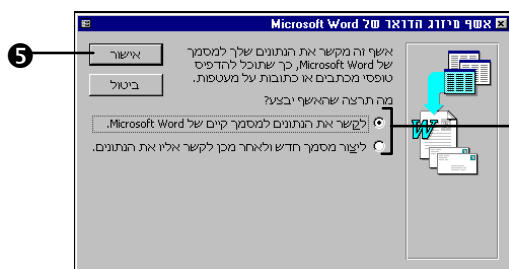 אשף מיזוג הדואר של Microsoft Word
אשף זה מקשר את הנתונים שלך למסמך
של Microsoft Word, כך שתוכל להדפיס
טופסי מכתבים או כתובות על מעטפות.
מה תרצה שהאשף יבצע?
לקשר את הנתונים למסמך קיים של Microsoft Word.
ליצור מסמך חדש ולאחר מכן לקשר אליו את הנתונים.
אישור
ביטול
5
W